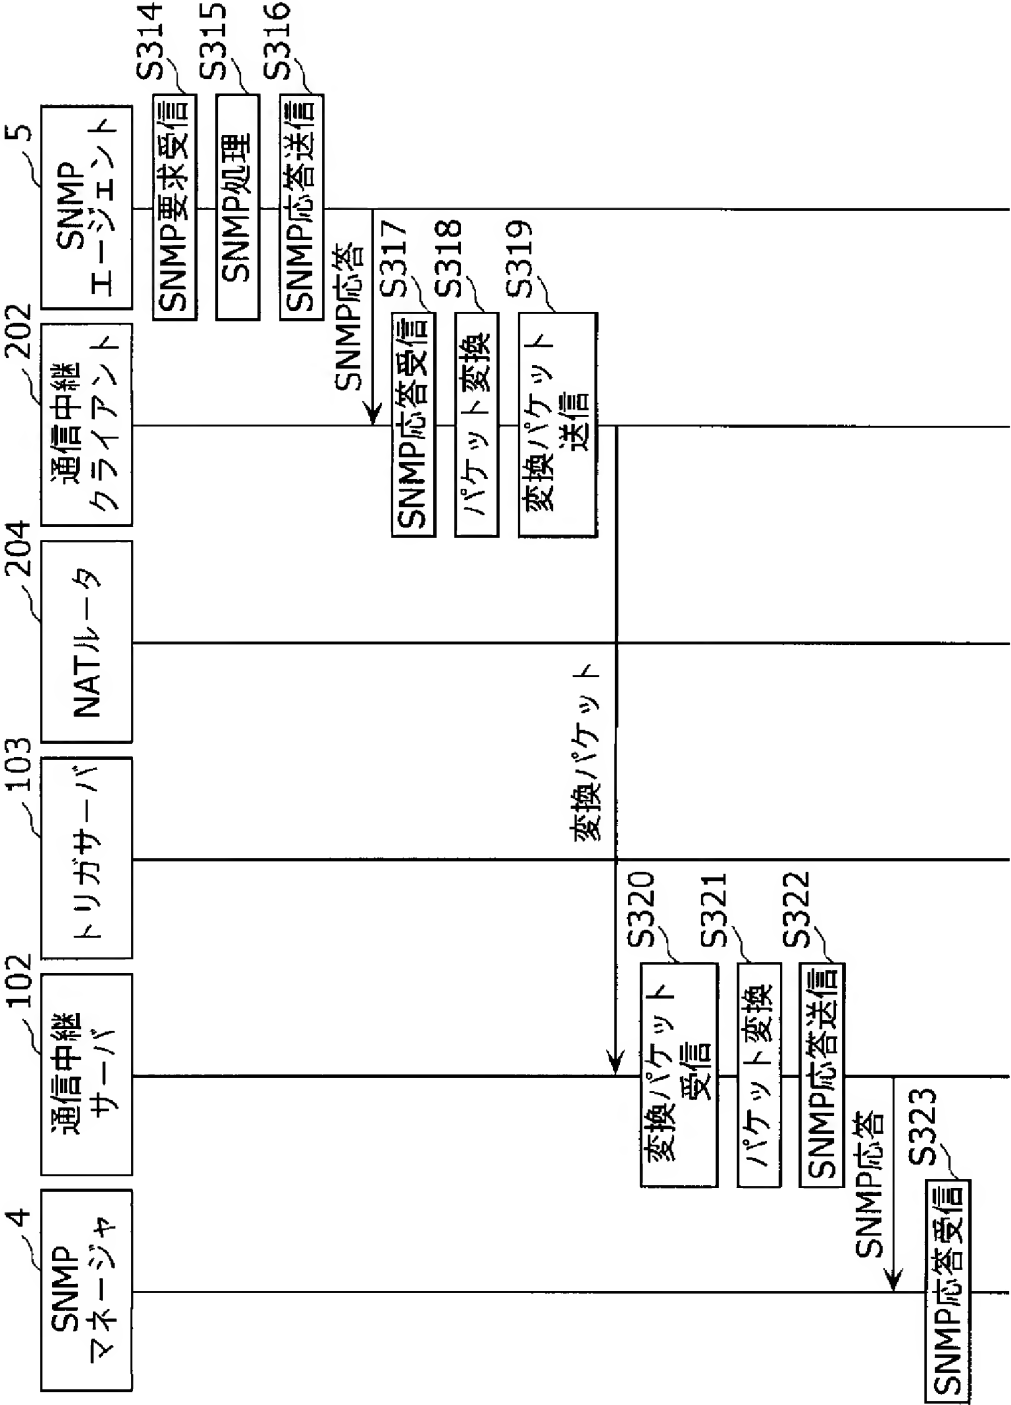 4
SNMP
マネージャ
102
通信中継
サーバ
103
トリガサーバ
204
NATルータ
202
通信中継
クライアント
5
SNMP
エージェント
S314
SNMP要求受信
S315
SNMP処理
S316
SNMP応答送信
SNMP応答
S317
SNMP応答受信
S318
パケット変換
S319
変換パケット
送信
変換パケット
S320
変換パケット
受信
S321
パケット変換
S322
SNMP応答送信
SNMP応答
S323
SNMP応答受信